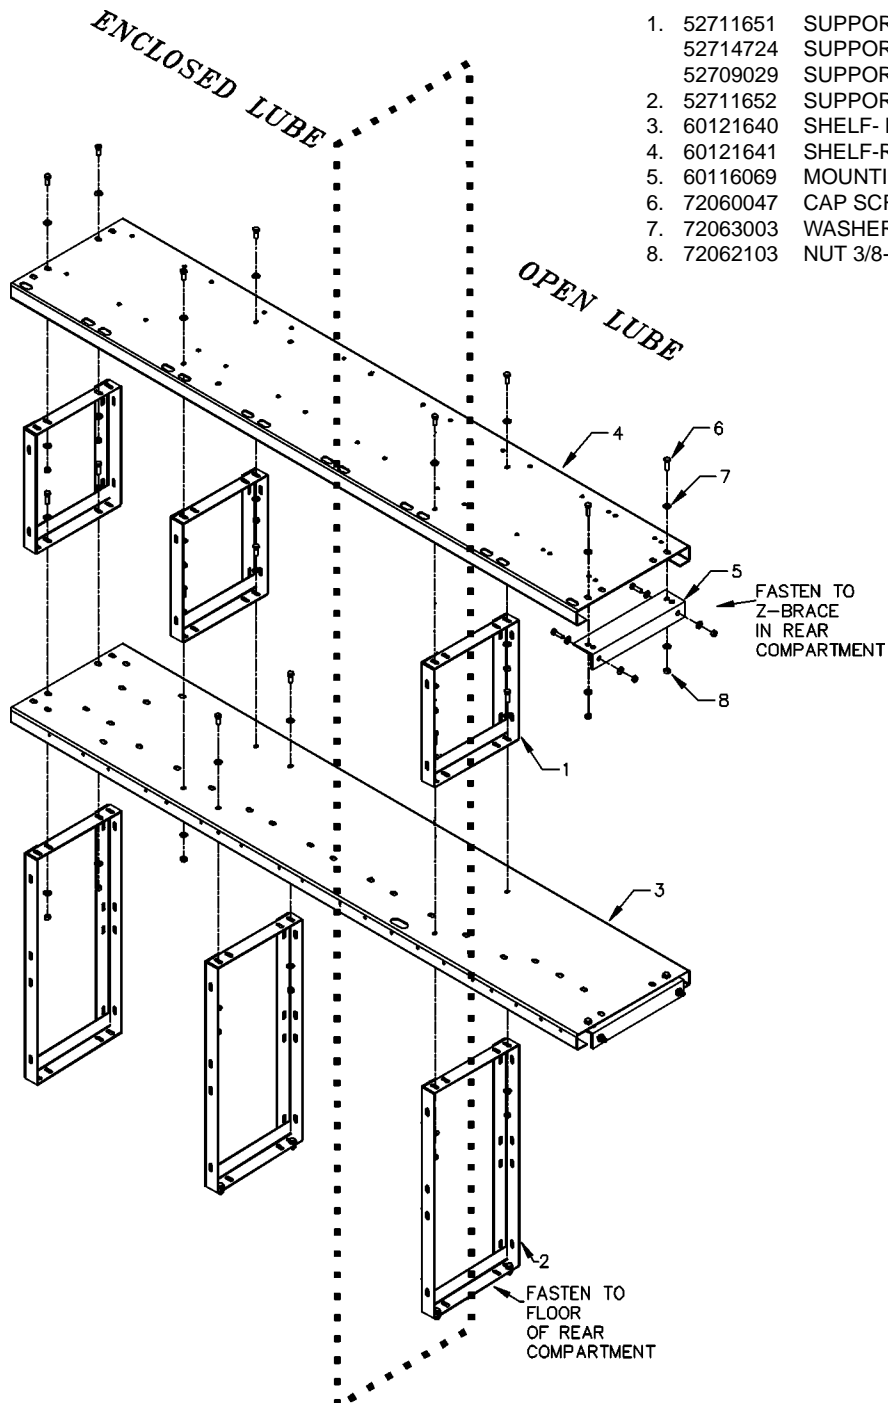 ENCLOSED LUBE
1. 52711651 SUPPOR
52714724 SUPPOR
52709029 SUPPOR
2. 52711652 SUPPOR
3. 60121640 SHELF-
4. 60121641 SHELF-R
5. 60116069 MOUNTI
6. 72060047 CAP SCR
7. 72063003 WASHER
8. 72062103 NUT 3/8-
OPEN LUBE
4
6
7
5
FASTEN TO
Z-BRACE
IN REAR
COMPARTMENT
8
1
3
2
FASTEN TO
FLOOR
OF REAR
COMPARTMENT